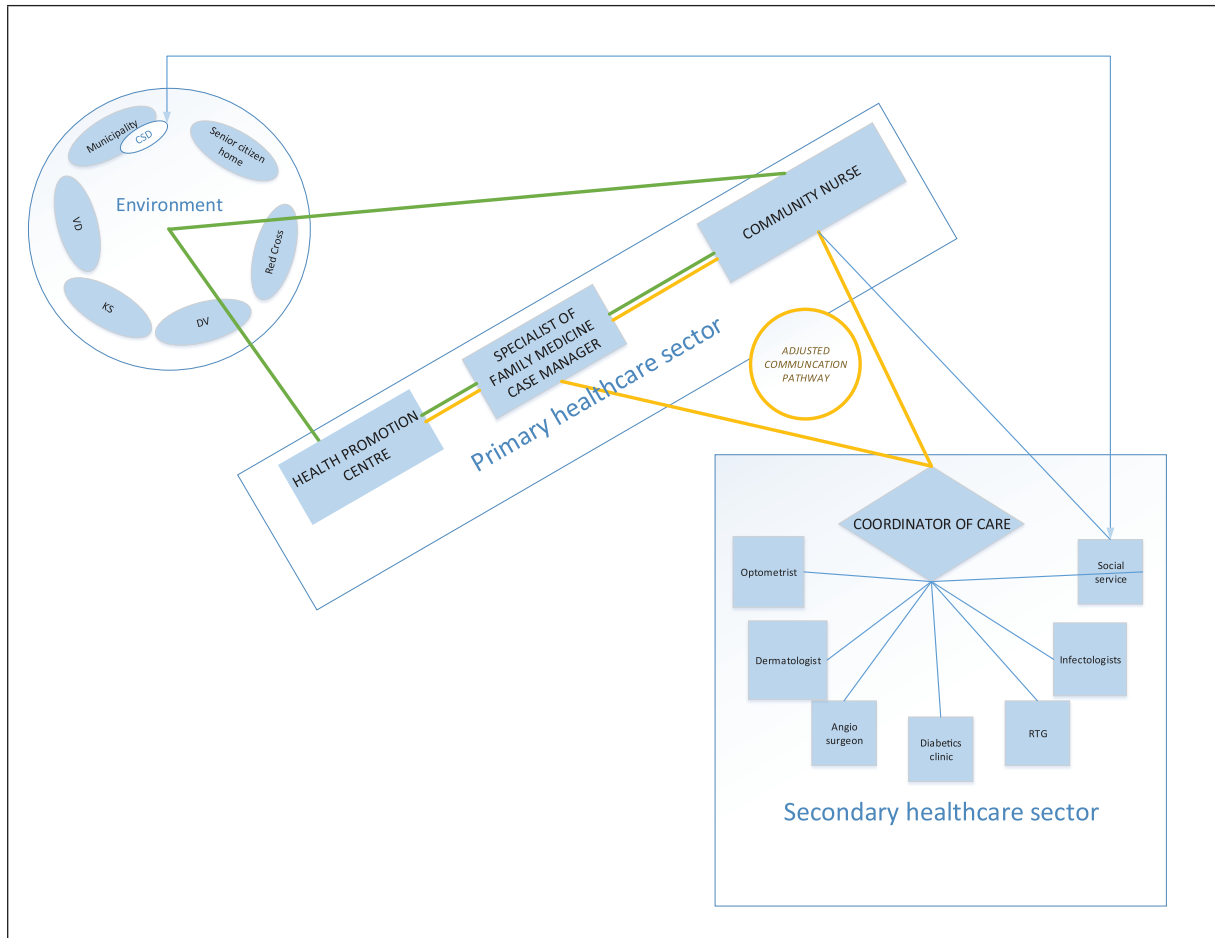 Municipality
CSD
Senior citizen
home
Environment
VD
Red Cross
KS
DV
COMMUNITY NURSE
SPECIALIST OF
FAMILY MEDICINE
CASE MANAGER
HEALTH PROMOTION
CENTRE
Primary healthcare sector
ADJUSTED
COMMUNCATION
PATHWAY
COORDINATOR OF CARE
Optometrist
Social
service
Dermatologist
Infectologists
Angio
surgeon
Diabetics
clinic
RTG
Secondary healthcare sector